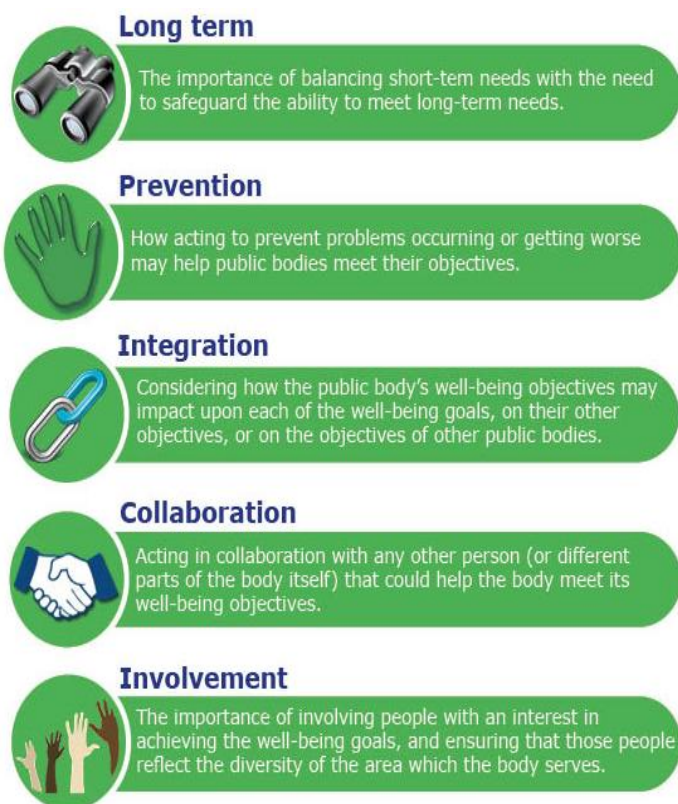 Long term
The importance of balancing short-tem needs with the need
to safeguard the ability to meet long-term needs.
Prevention
How acting to prevent problems occurring or getting worse
may help public bodies meet their objectives.
Integration
Considering how the public body's well-being objectives may
impact upon each of the well-being goals, on their other
objectives, or on the objectives of other public bodies.
Collaboration
Acting in collaboration with any other person (or different
parts of the body itself) that could help the body meet its
well-being objectives.
Involvement
The importance of involving people with an interest in
achieving the well-being goals, and ensuring that those people
reflect the diversity of the area which the body serves.